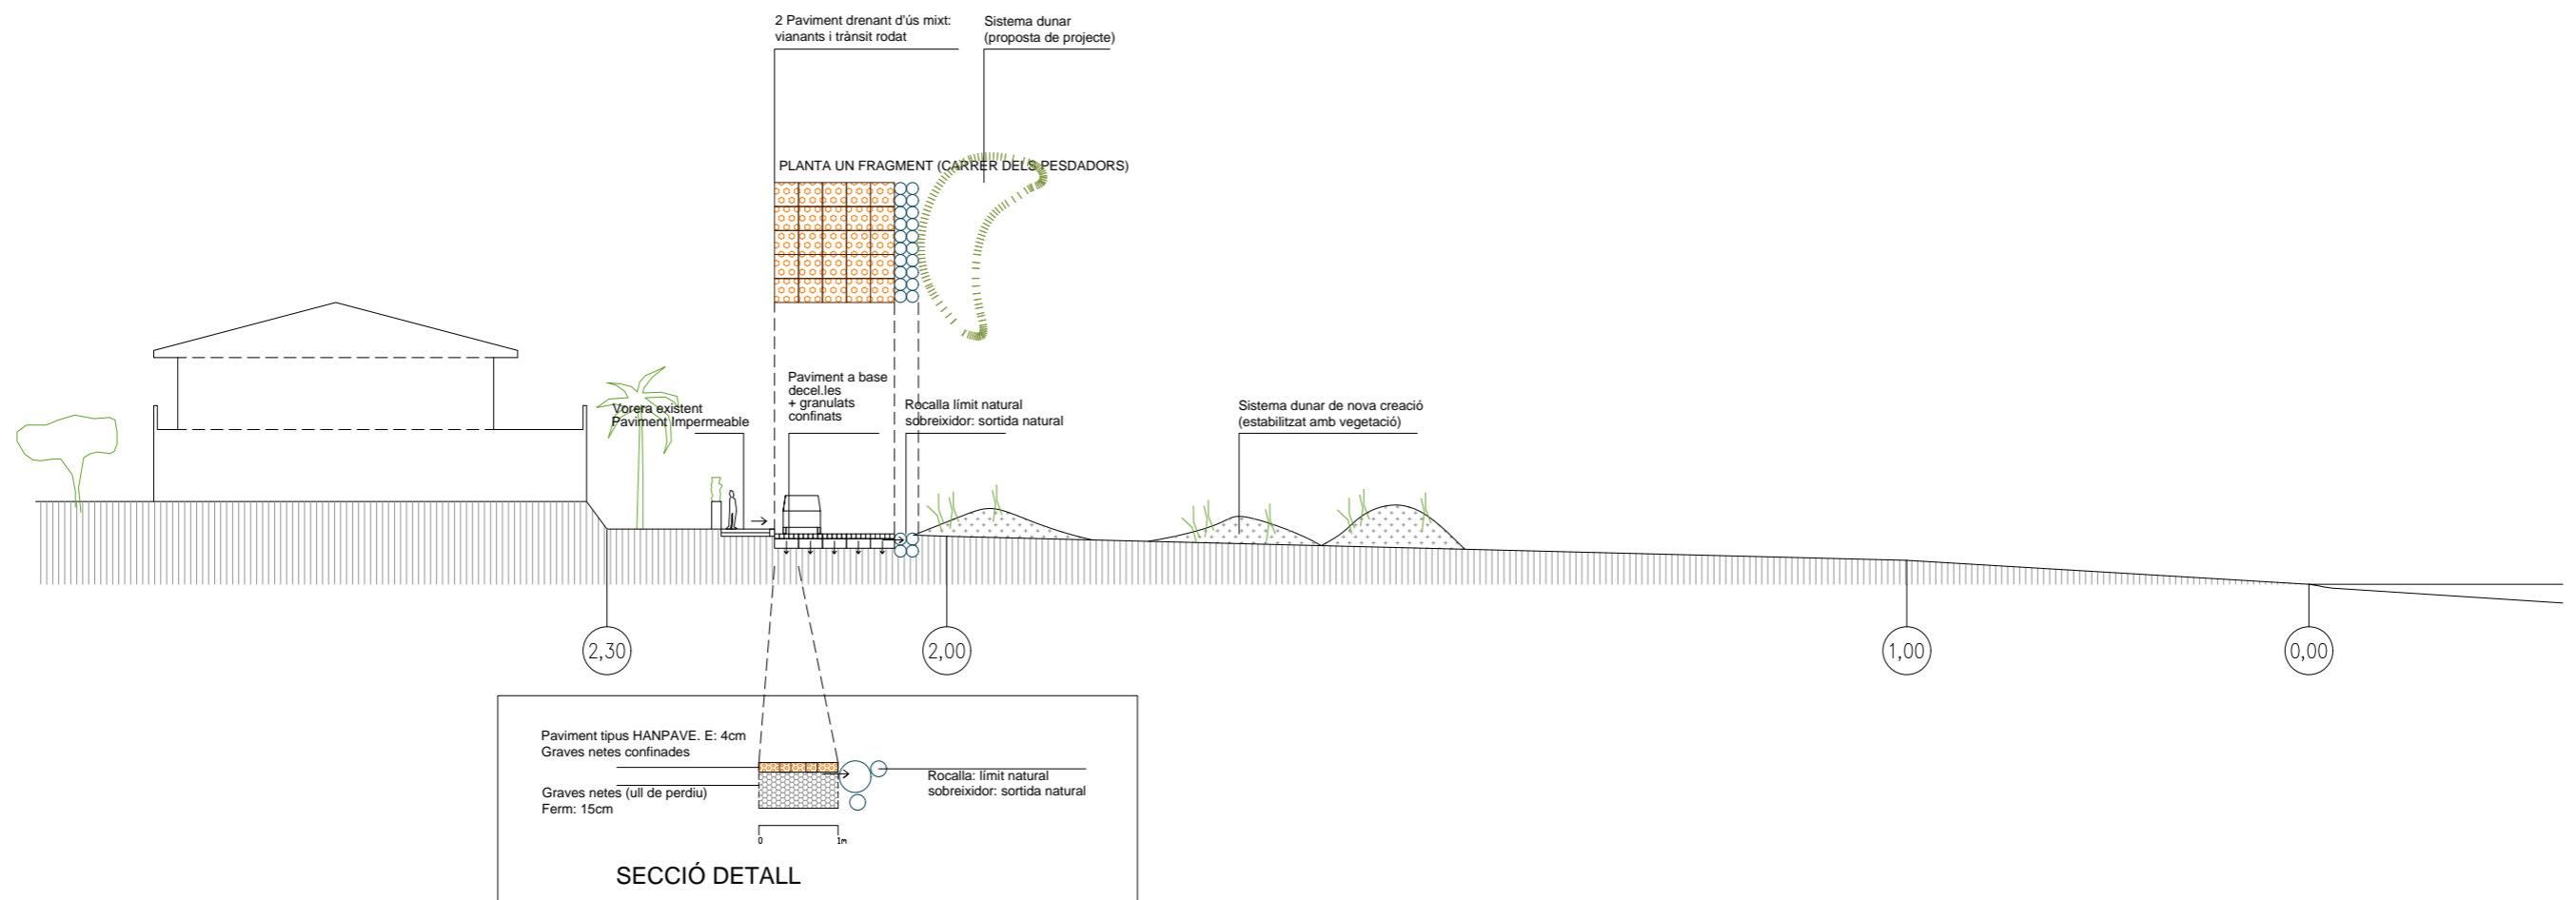 2 Paviment drenant d'ús mixt:
vianants i trànsit rodat
Sistema dunar
(proposta de projecte)
PLANTA UN FRAGMENT (CARRER DELS PESDADORS)
Paviment a base
decel.les
+ granulats
confinats
Vorera existent
Paviment Impermeable
Rocalla límit natural
sobreixidor: sortida natural
Sistema dunar de nova creació
(estabilitzat amb vegetació)
2,30
2,00
1,00
0,00
Paviment tipus HANPAVE. E: 4cm
Graves netes confinades
Graves netes (ull de perdiu)
Ferm: 15cm
Rocalla: límit natural
sobreixidor: sortida natural
0 1m
SECCIÓ DETALL